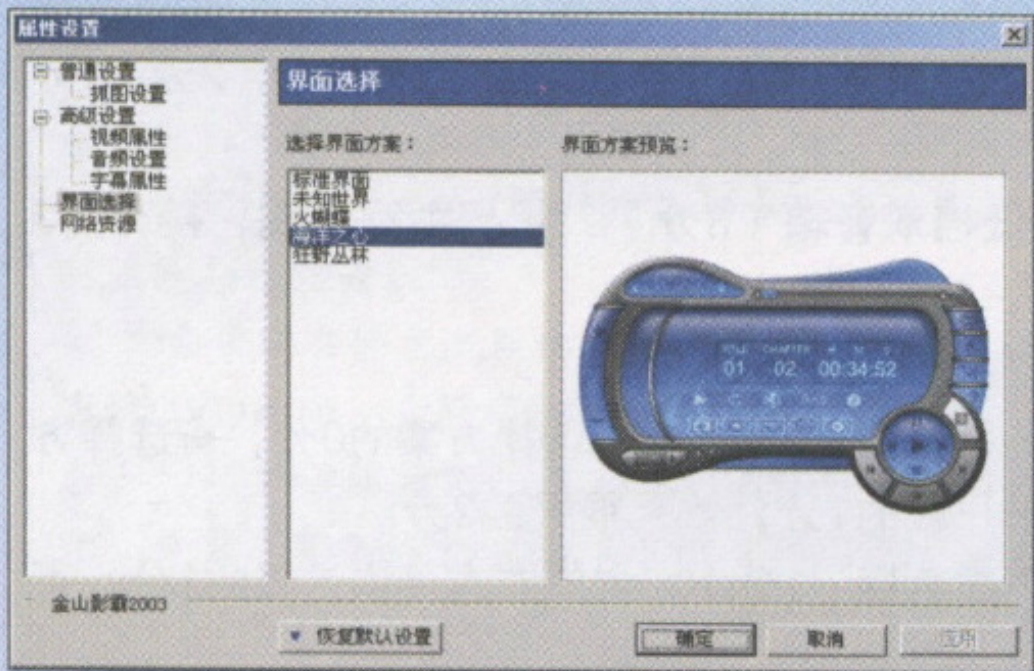 属性设置
普通设置
抓图设置
高级设置
视频属性
音频设置
字幕属性
界面选择
网络资源
界面选择
选择界面方案：
标准界面
未知世界
火蝴蝶
海洋之心
狂野丛林
界面方案预览：
TITLE CHAPTER H M S
01 02 00:34:52
金山影霸2003
恢复默认设置
确定
取消
应用